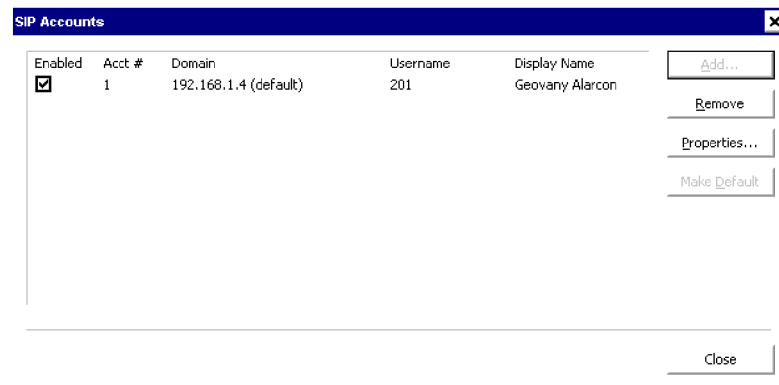 SIP Accounts
Enabled Acct # Domain Username Display Name
1 192.168.1.4 (default) 201 Geovany Alarcon
Add...
Remove
Properties...
Make Default
Close